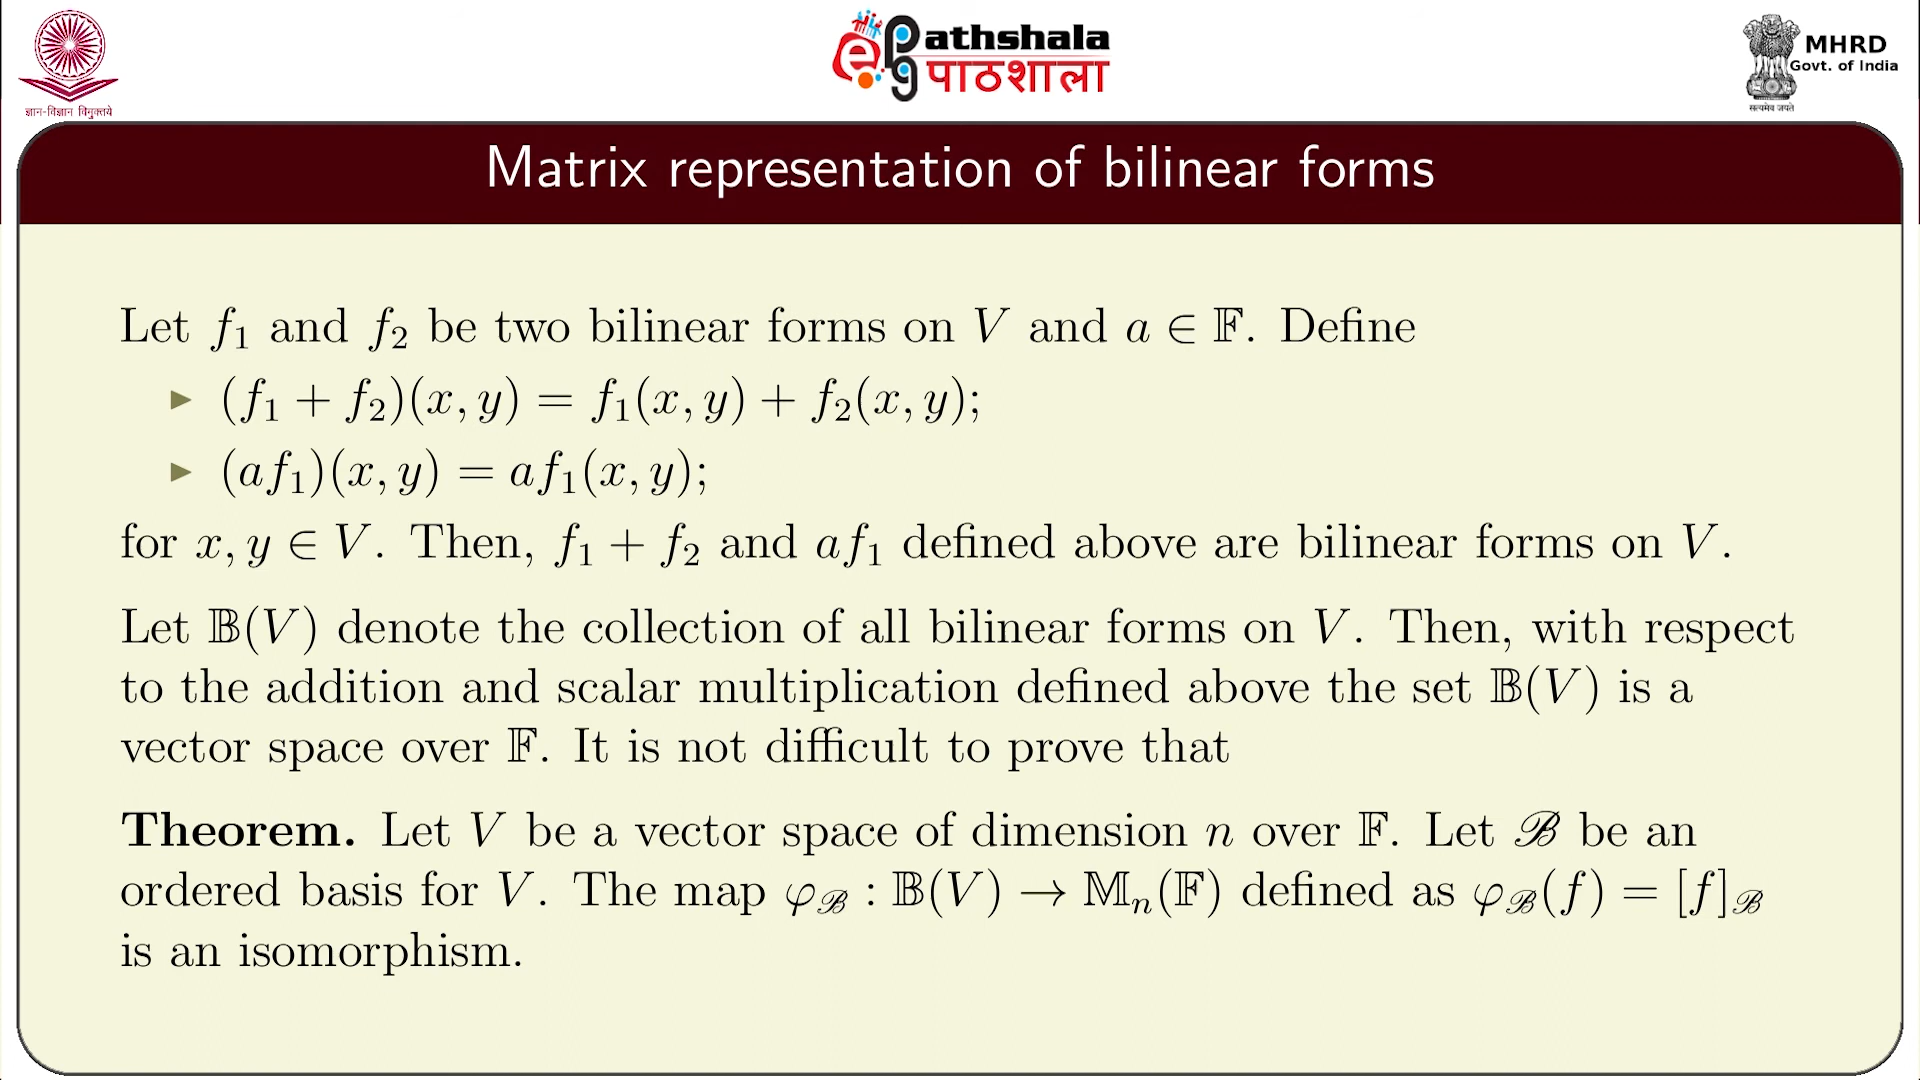 ज्ञान-विज्ञान विमुक्तये
ePG Pathshala
पाठशाला
MHRD
Govt. of India
सत्यमेव जयते
Matrix representation of bilinear forms
Let f₁ and f₂ be two bilinear forms on V and a ∈ 𝔽. Define
▶ (f₁ + f₂)(x, y) = f₁(x, y) + f₂(x, y);
▶ (af₁)(x, y) = af₁(x, y);
for x, y ∈ V. Then, f₁ + f₂ and af₁ defined above are bilinear forms on V.
Let 𝔹(V) denote the collection of all bilinear forms on V. Then, with respect
to the addition and scalar multiplication defined above the set 𝔹(V) is a
vector space over 𝔽. It is not difficult to prove that
Theorem. Let V be a vector space of dimension n over 𝔽. Let ℬ be an
ordered basis for V. The map φ_ℬ : 𝔹(V) → 𝕄ₙ(𝔽) defined as φ_ℬ(f) = [f]_ℬ
is an isomorphism.